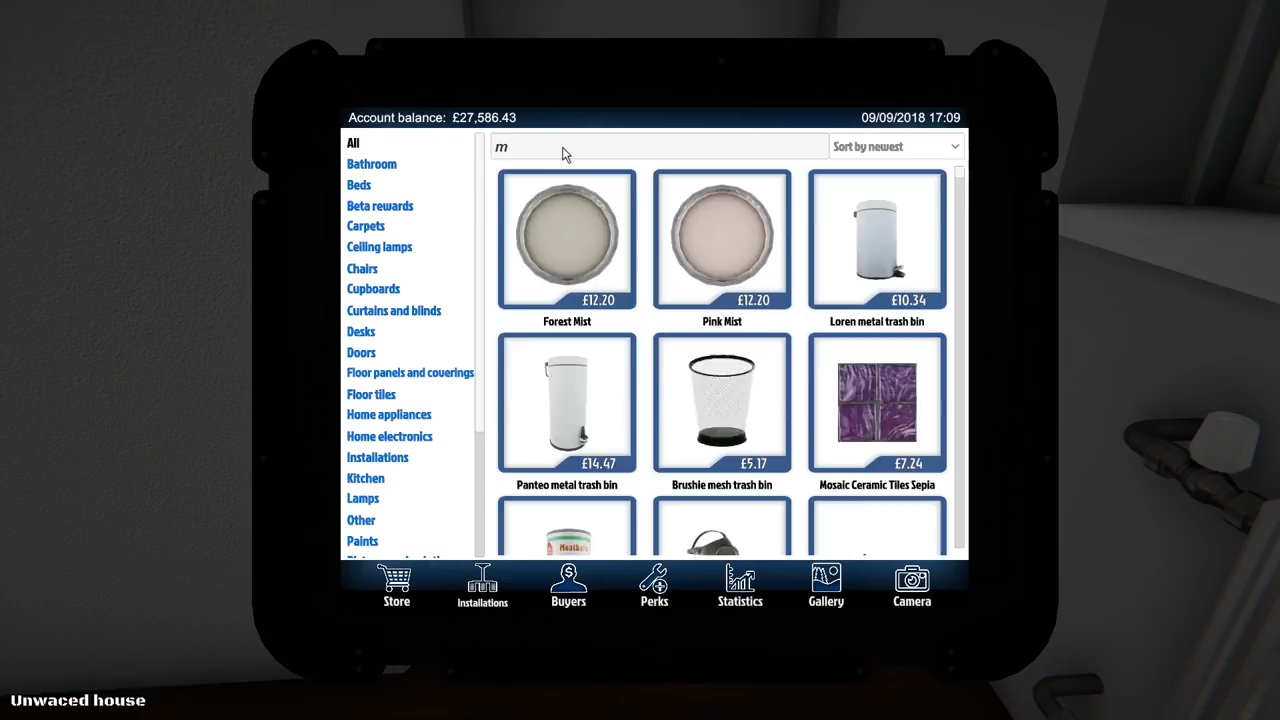 Account balance: £27,586.43
09/09/2018 17:09
All
Bathroom
Beds
Beta rewards
Carpets
Ceiling lamps
Chairs
Cupboards
Curtains and blinds
Desks
Doors
Floor panels and coverings
Floor tiles
Home appliances
Home electronics
Installations
Kitchen
Lamps
Other
Paints
m
Sort by newest
£12.20
£12.20
£10.34
Forest Mist
Pink Mist
Loren metal trash bin
£14.47
£5.17
£7.24
Panteo metal trash bin
Brushie mesh trash bin
Mosaic Ceramic Tiles Sepia
Store
Installations
Buyers
Perks
Statistics
Gallery
Camera
Unwaced house